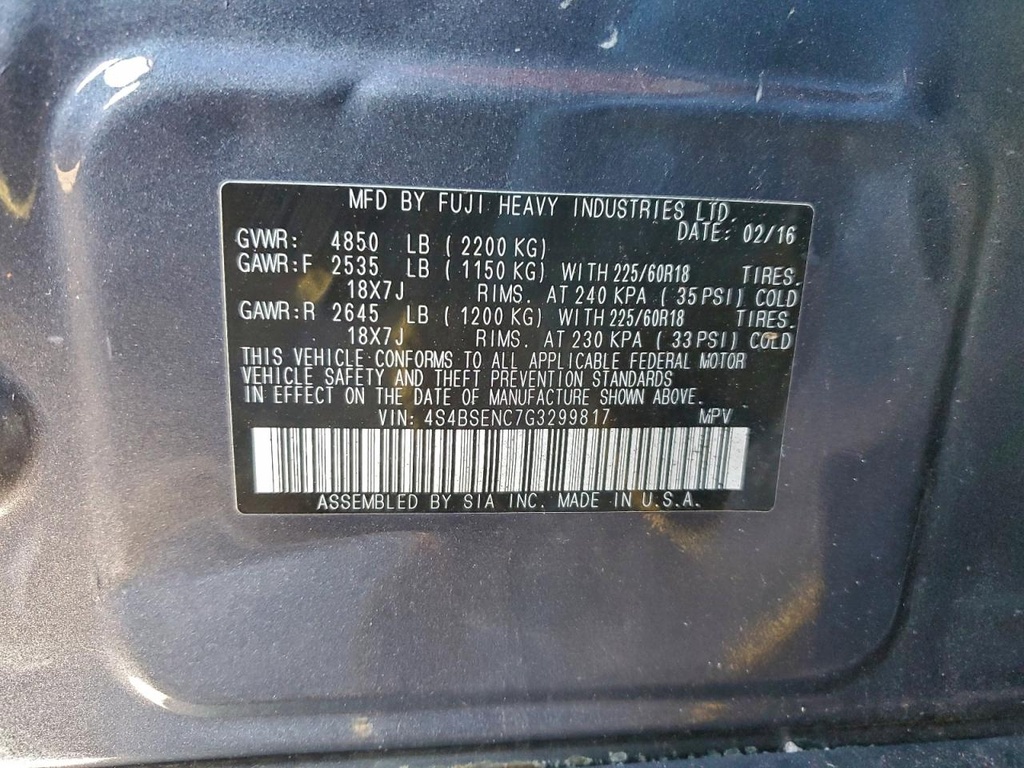 MFD BY FUJI HEAVY INDUSTRIES LTD.
DATE: 02/16
GVWR: 4850 LB (2200 KG)
GAWR:F 2535 LB (1150 KG) WITH 225/60R18 TIRES.
18X7J RIMS. AT 240 KPA (35 PSI) COLD
GAWR:R 2645 LB (1200 KG) WITH 225/60R18 TIRES.
18X7J RIMS. AT 230 KPA (33 PSI) COLD
THIS VEHICLE CONFORMS TO ALL APPLICABLE FEDERAL MOTOR
VEHICLE SAFETY AND THEFT PREVENTION STANDARDS
IN EFFECT ON THE DATE OF MANUFACTURE SHOWN ABOVE.
VIN: 4S4BSENC7G3299817 MPV
ASSEMBLED BY SIA INC. MADE IN U.S.A.